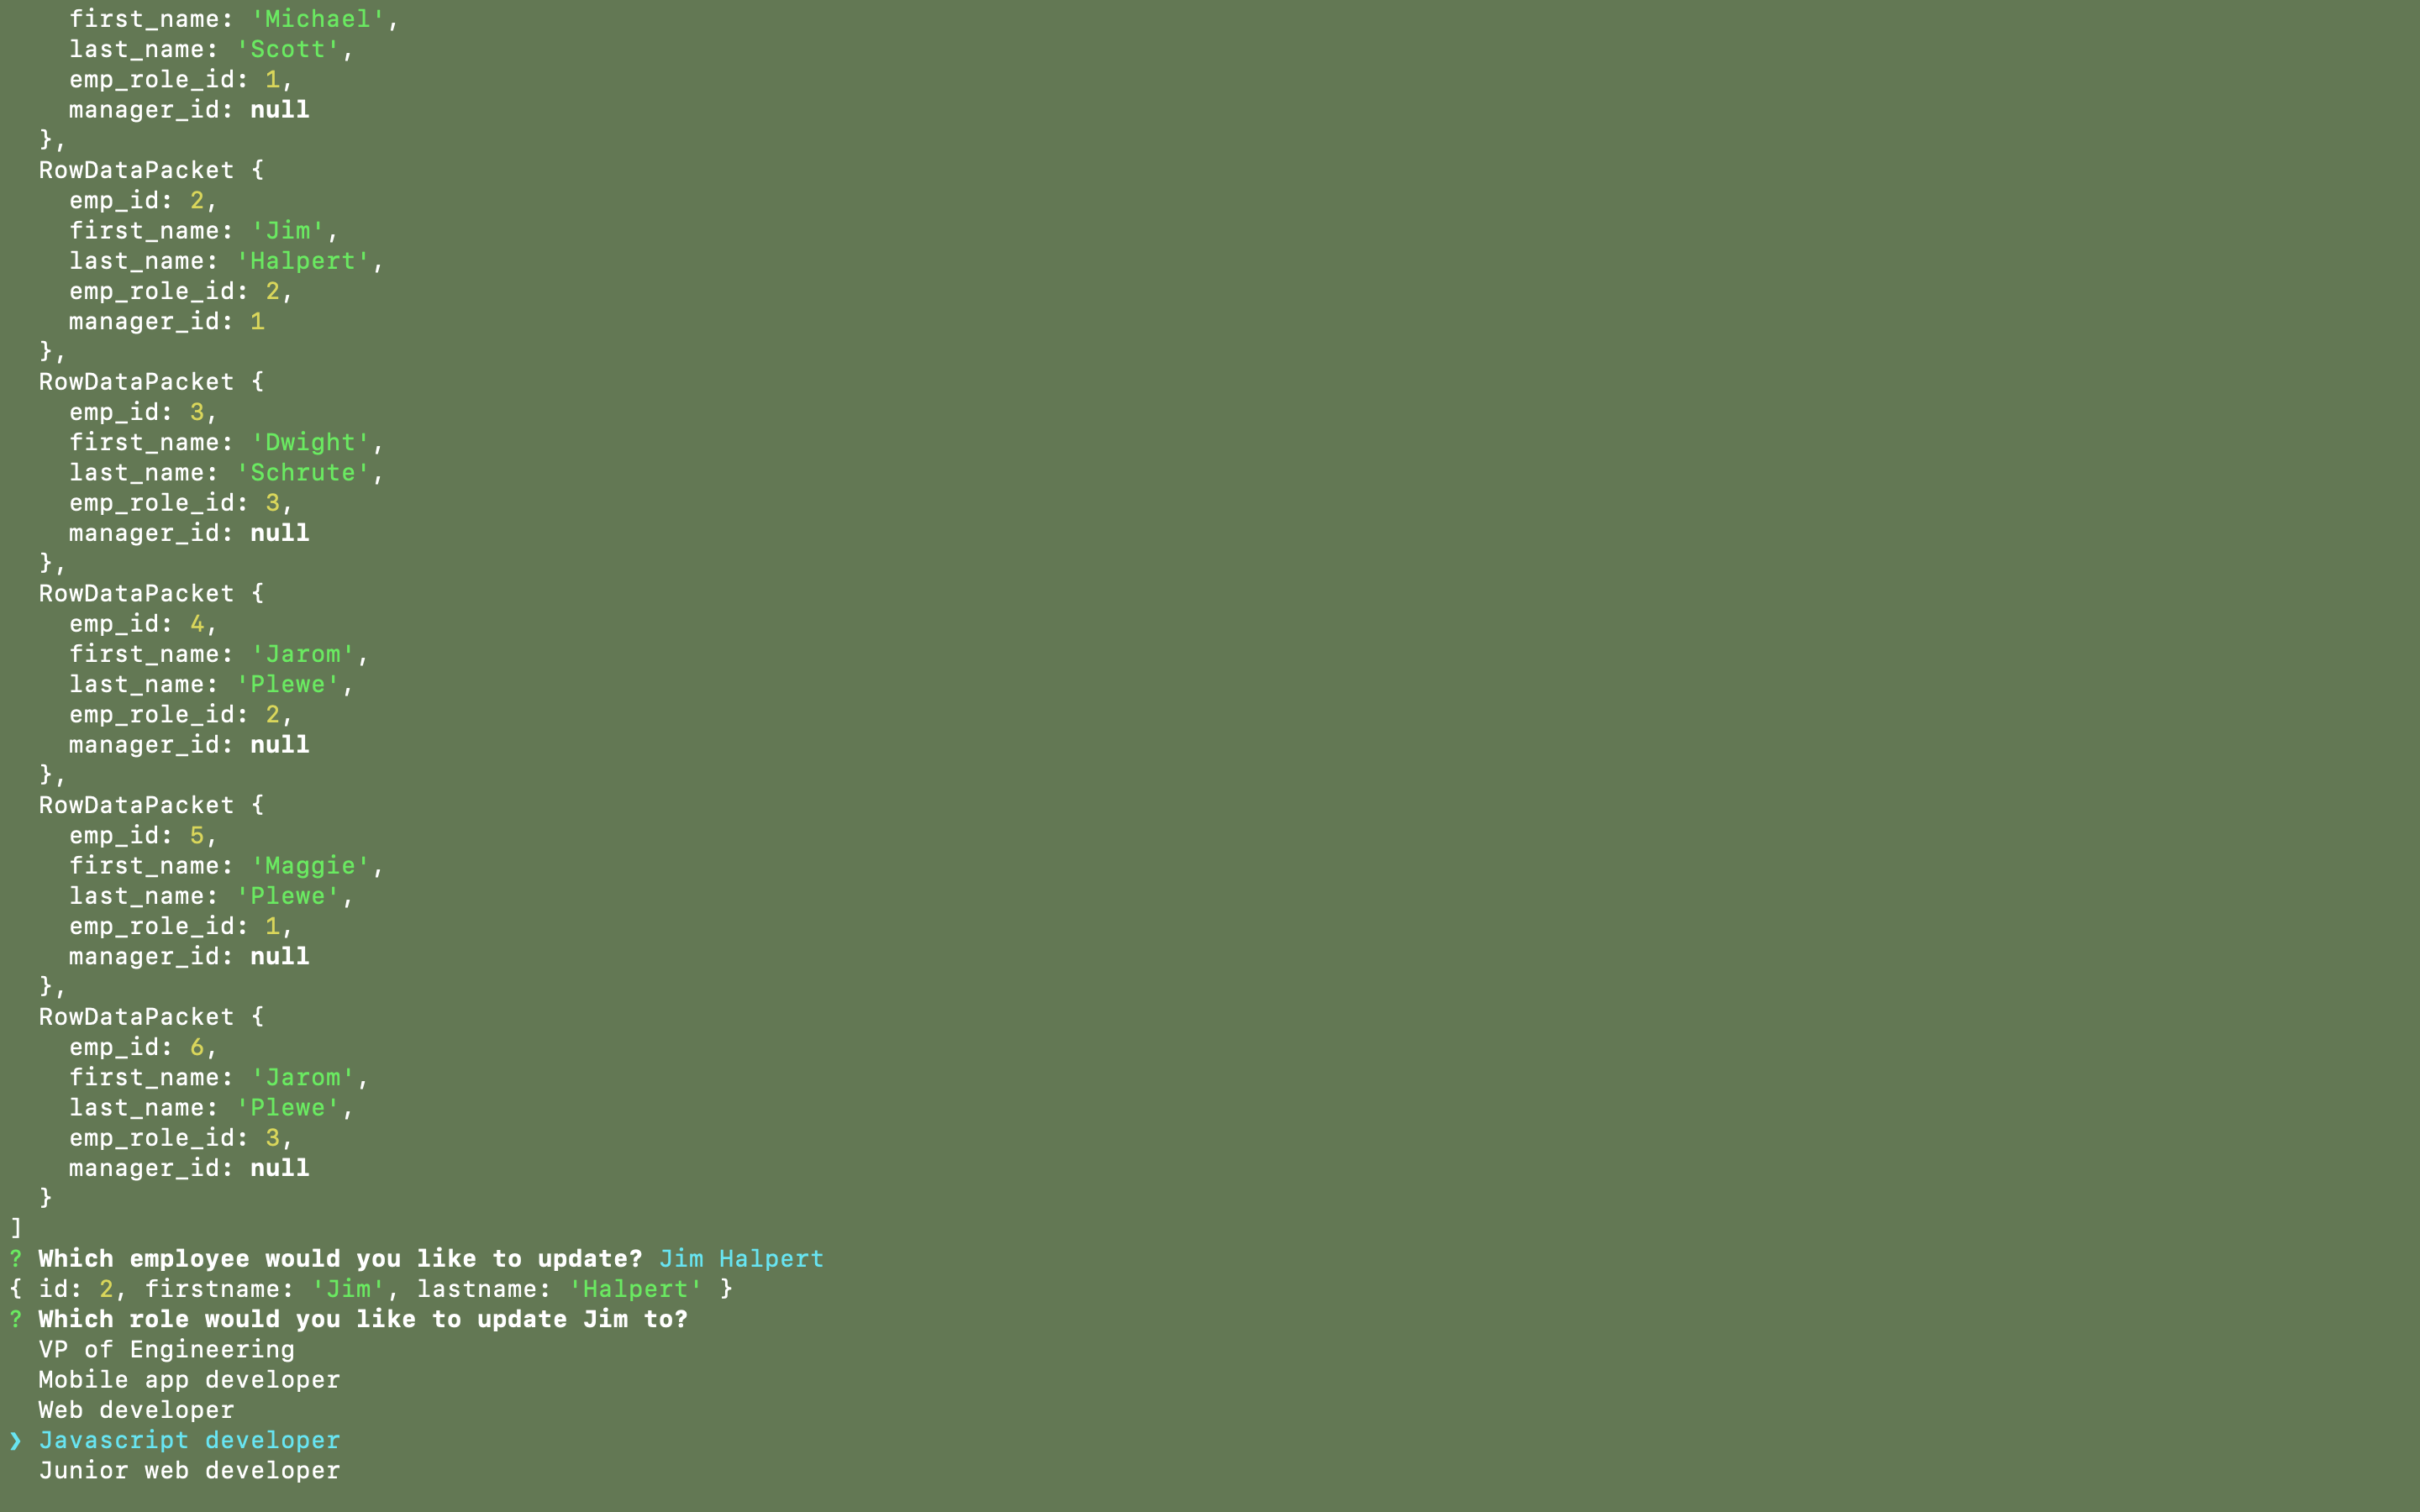 first_name: 'Michael',
last_name: 'Scott',
emp_role_id: 1,
manager_id: null
},
RowDataPacket {
emp_id: 2,
first_name: 'Jim',
last_name: 'Halpert',
emp_role_id: 2,
manager_id: 1
},
RowDataPacket {
emp_id: 3,
first_name: 'Dwight',
last_name: 'Schrute',
emp_role_id: 3,
manager_id: null
},
RowDataPacket {
emp_id: 4,
first_name: 'Jarom',
last_name: 'Plewe',
emp_role_id: 2,
manager_id: null
},
RowDataPacket {
emp_id: 5,
first_name: 'Maggie',
last_name: 'Plewe',
emp_role_id: 1,
manager_id: null
},
RowDataPacket {
emp_id: 6,
first_name: 'Jarom',
last_name: 'Plewe',
emp_role_id: 3,
manager_id: null
}
]
? Which employee would you like to update? Jim Halpert
{ id: 2, firstname: 'Jim', lastname: 'Halpert' }
? Which role would you like to update Jim to?
VP of Engineering
Mobile app developer
Web developer
❯ Javascript developer
Junior web developer